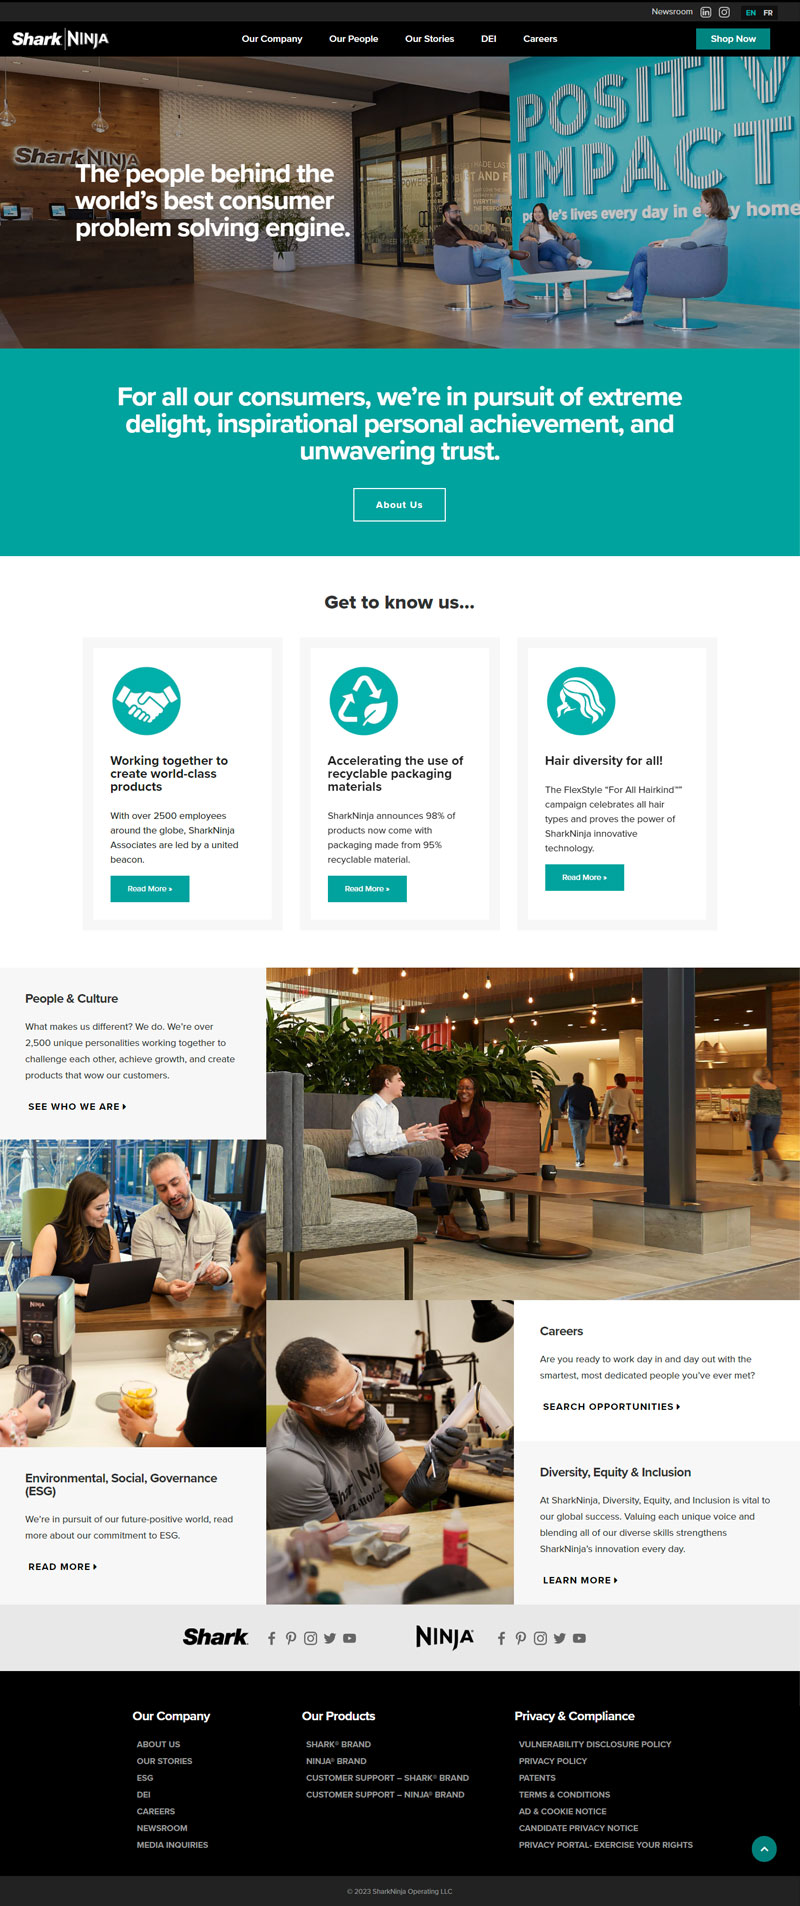 Newsroom EN FR
Shark NINJA Our Company Our People Our Stories DEI Careers Shop Now
POSITIV
IMPACT
SharkNINJA
The people behind the
world's best consumer
problem solving engine.
For all our consumers, we're in pursuit of extreme
delight, inspirational personal achievement, and
unwavering trust.
About Us
Get to know us...
Working together to
create world-class
products
With over 2500 employees
around the globe, SharkNinja
Associates are led by a united
beacon.
Read More »
Accelerating the use of
recyclable packaging
materials
SharkNinja announces 98% of
products now come with
packaging made from 95%
recyclable material.
Read More »
Hair diversity for all!
The FlexStyle “For All Hairkind™”
campaign celebrates all hair
types and proves the power of
SharkNinja innovative
technology.
Read More »
People & Culture
What makes us different? We do. We're over
2,500 unique personalities working together to
challenge each other, achieve growth, and create
products that wow our customers.
SEE WHO WE ARE
NINJA
Careers
Are you ready to work day in and day out with the
smartest, most dedicated people you've ever met?
SEARCH OPPORTUNITIES
Environmental, Social, Governance
(ESG)
We're in pursuit of our future-positive world, read
more about our commitment to ESG.
READ MORE
Diversity, Equity & Inclusion
At SharkNinja, Diversity, Equity, and Inclusion is vital to
our global success. Valuing each unique voice and
blending all of our diverse skills strengthens
SharkNinja's innovation every day.
LEARN MORE
Shark NINJA
Our Company
ABOUT US
OUR STORIES
ESG
DEI
CAREERS
NEWSROOM
MEDIA INQUIRIES
Our Products
SHARK® BRAND
NINJA® BRAND
CUSTOMER SUPPORT – SHARK® BRAND
CUSTOMER SUPPORT – NINJA® BRAND
Privacy & Compliance
VULNERABILITY DISCLOSURE POLICY
PRIVACY POLICY
PATENTS
TERMS & CONDITIONS
AD & COOKIE NOTICE
CANDIDATE PRIVACY NOTICE
PRIVACY PORTAL- EXERCISE YOUR RIGHTS
© 2023 SharkNinja Operating LLC